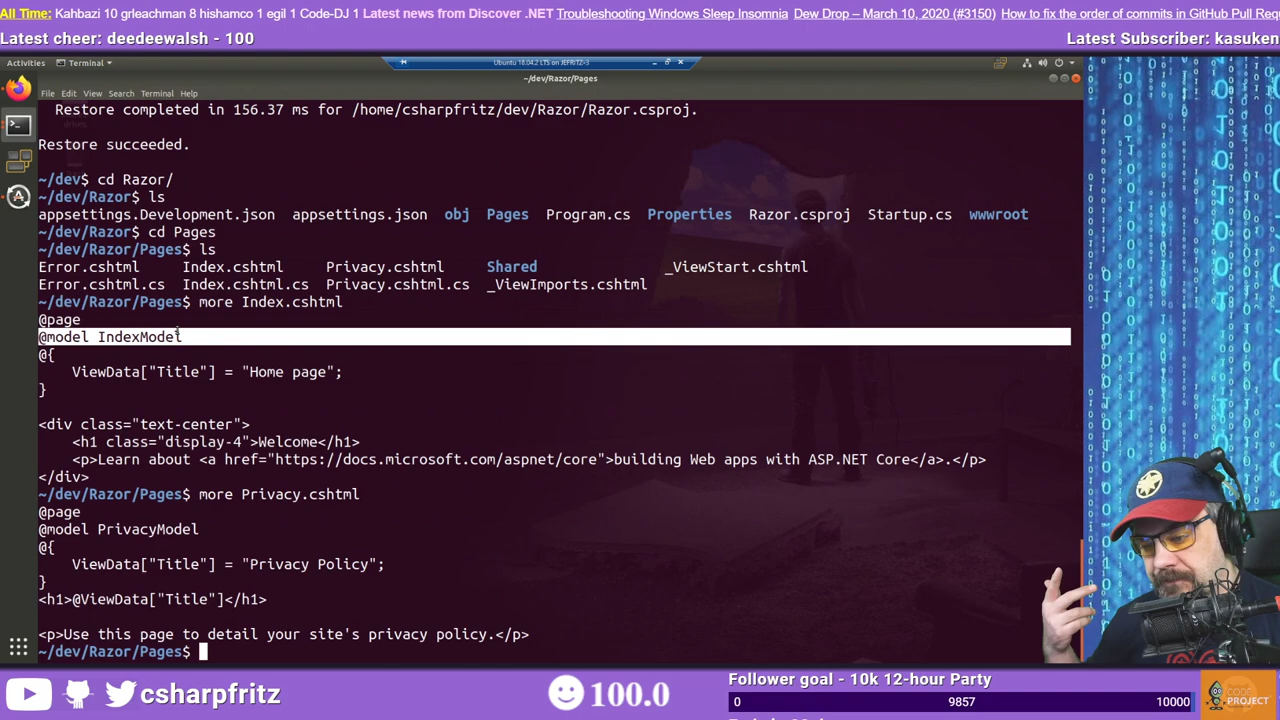 All Time: Kahbazi 10 grleachman 8 hishamco 1 egil 1 Code-DJ 1 Latest news from Discover .NET Troubleshooting Windows Sleep Insomnia Dew Drop – March 10, 2020 (#3150) How to fix the order of commits in GitHub Pull Req
Latest cheer: deedeewalsh - 100
Latest Subscriber: kasuken
Activities Terminal Ubuntu 18.04.2 LTS on JEFRITZ-3
~/dev/Razor/Pages
File Edit View Search Terminal Help
Restore completed in 156.37 ms for /home/csharpfritz/dev/Razor/Razor.csproj.
Restore succeeded.
~/dev$ cd Razor/
~/dev/Razor$ ls
appsettings.Development.json appsettings.json obj Pages Program.cs Properties Razor.csproj Startup.cs wwwroot
~/dev/Razor$ cd Pages
~/dev/Razor/Pages$ ls
Error.cshtml Index.cshtml Privacy.cshtml Shared _ViewStart.cshtml
Error.cshtml.cs Index.cshtml.cs Privacy.cshtml.cs _ViewImports.cshtml
~/dev/Razor/Pages$ more Index.cshtml
@page
@model IndexModel
@{
ViewData["Title"] = "Home page";
}
<div class="text-center">
<h1 class="display-4">Welcome</h1>
<p>Learn about <a href="https://docs.microsoft.com/aspnet/core">building Web apps with ASP.NET Core</a>.</p>
</div>
~/dev/Razor/Pages$ more Privacy.cshtml
@page
@model PrivacyModel
@{
ViewData["Title"] = "Privacy Policy";
}
<h1>@ViewData["Title"]</h1>
<p>Use this page to detail your site's privacy policy.</p>
~/dev/Razor/Pages$
csharpfritz
100.0
Follower goal - 10k 12-hour Party
0 9857 10000
CODE
PROJECT